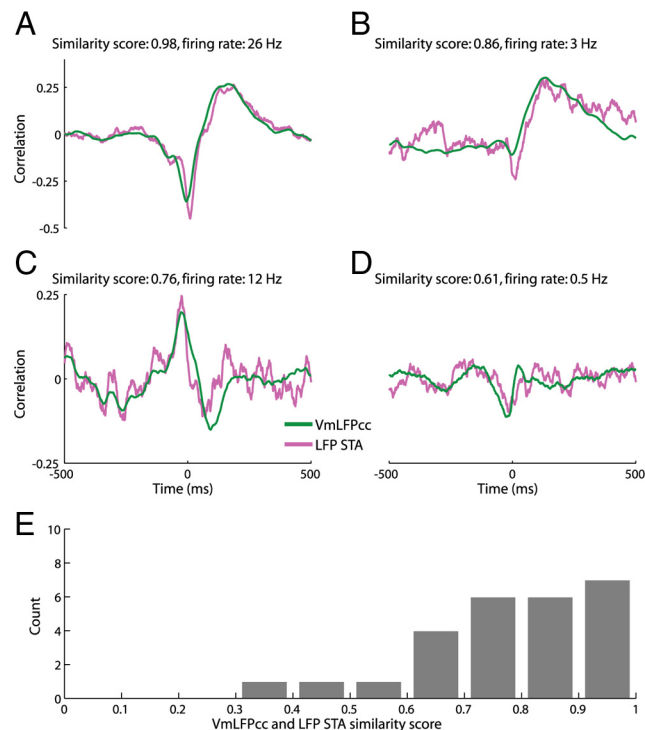 A
Similarity score: 0.98, firing rate: 26 Hz
0.25
0
-0.25
-0.5
Correlation
B
Similarity score: 0.86, firing rate: 3 Hz
C
Similarity score: 0.76, firing rate: 12 Hz
0.25
0
-0.25
Correlation
-500
0
500
Time (ms)
VmLFPcc
LFP STA
D
Similarity score: 0.61, firing rate: 0.5 Hz
-500
0
500
Time (ms)
E
10
8
6
4
2
0
Count
0
0.1
0.2
0.3
0.4
0.5
0.6
0.7
0.8
0.9
1
VmLFPcc and LFP STA similarity score